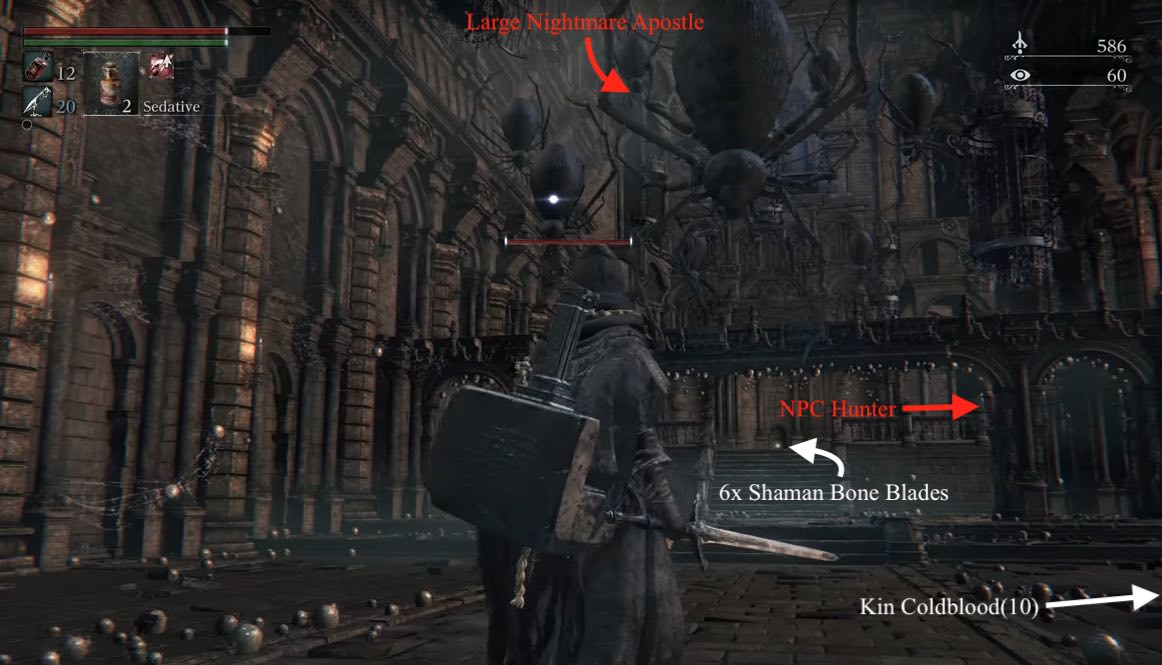 Large Nightmare Apostle
586
12
60
20
2 Sedative
NPC Hunter
6x Shaman Bone Blades
Kin Coldblood(10)